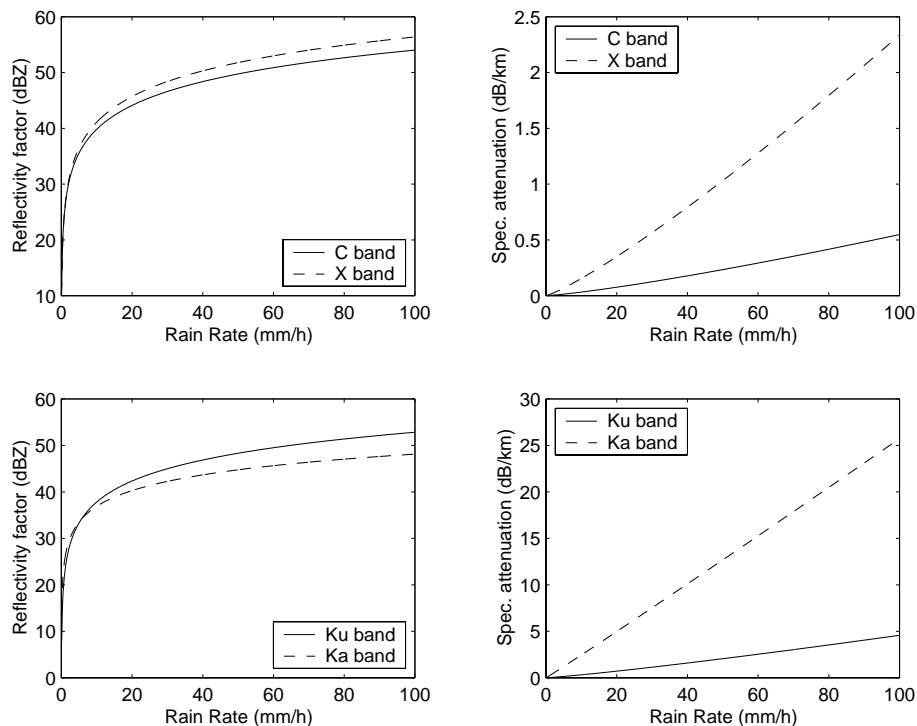 60
50
40
30
20
10
0 20 40 60 80 100
Reflectivity factor (dBZ)
Rain Rate (mm/h)
C band
X band
2.5
2
1.5
1
0.5
0
0 20 40 60 80 100
Spec. attenuation (dB/km)
Rain Rate (mm/h)
C band
X band
60
50
40
30
20
10
0
0 20 40 60 80 100
Reflectivity factor (dBZ)
Rain Rate (mm/h)
Ku band
Ka band
30
25
20
15
10
5
0
0 20 40 60 80 100
Spec. attenuation (dB/km)
Rain Rate (mm/h)
Ku band
Ka band